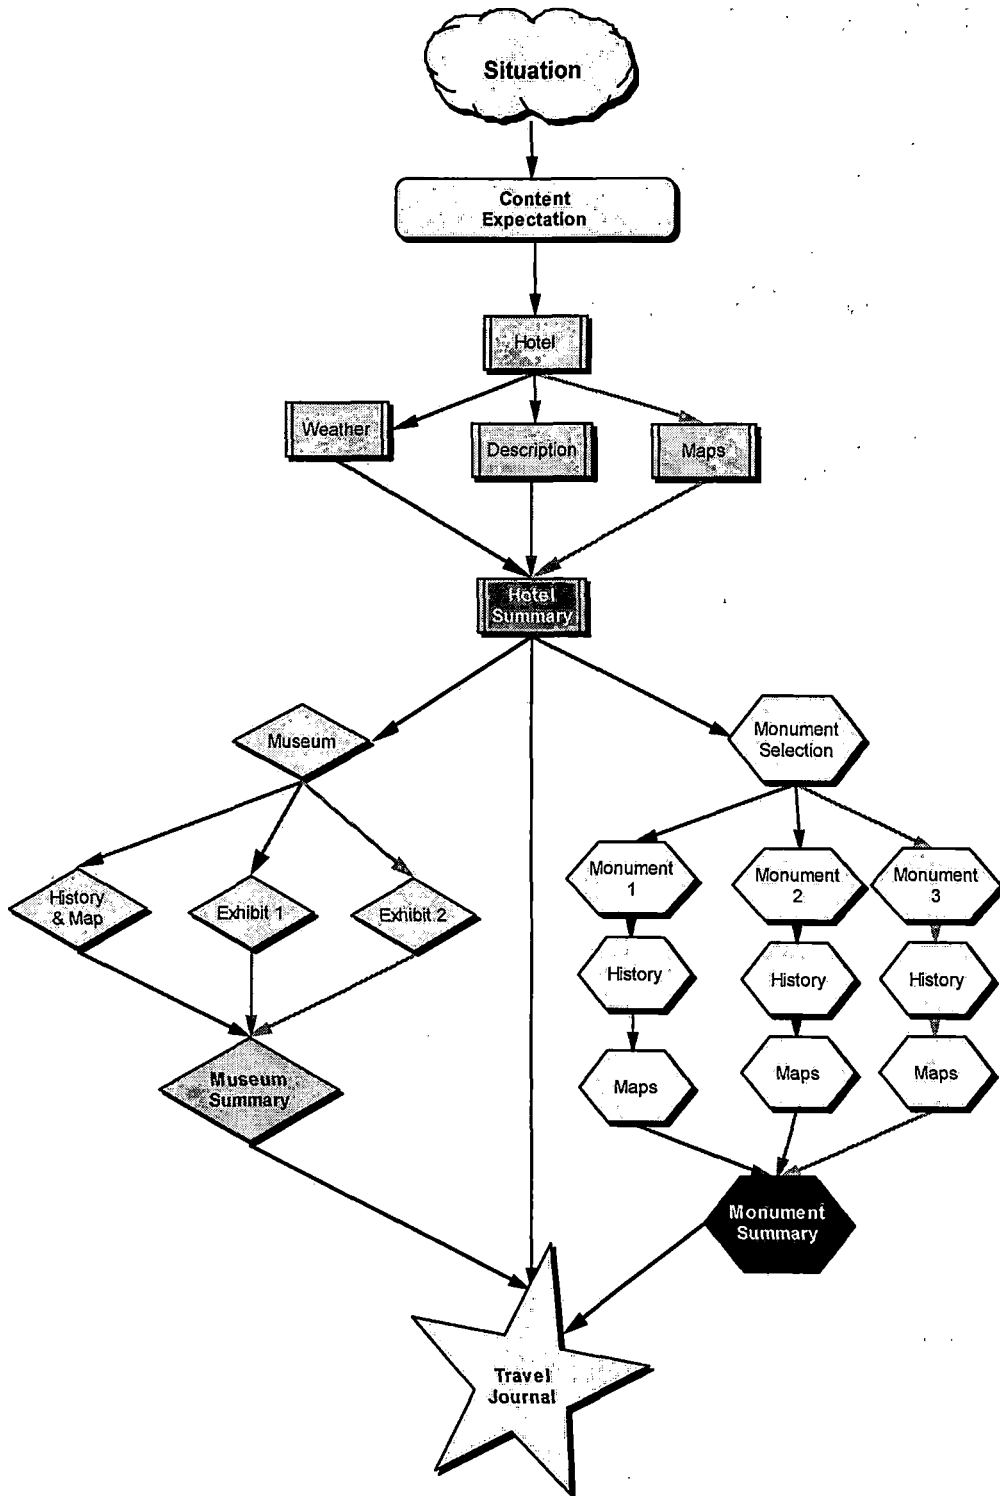 Situation
Content
Expectation
Hotel
Weather
Description
Maps
Hotel
Summary
Museum
Monument
Selection
History
& Map
Exhibit 1
Exhibit 2
Monument
1
Monument
2
Monument
3
History
History
History
Maps
Maps
Maps
Museum
Summary
Monument
Summary
Travel
Journal